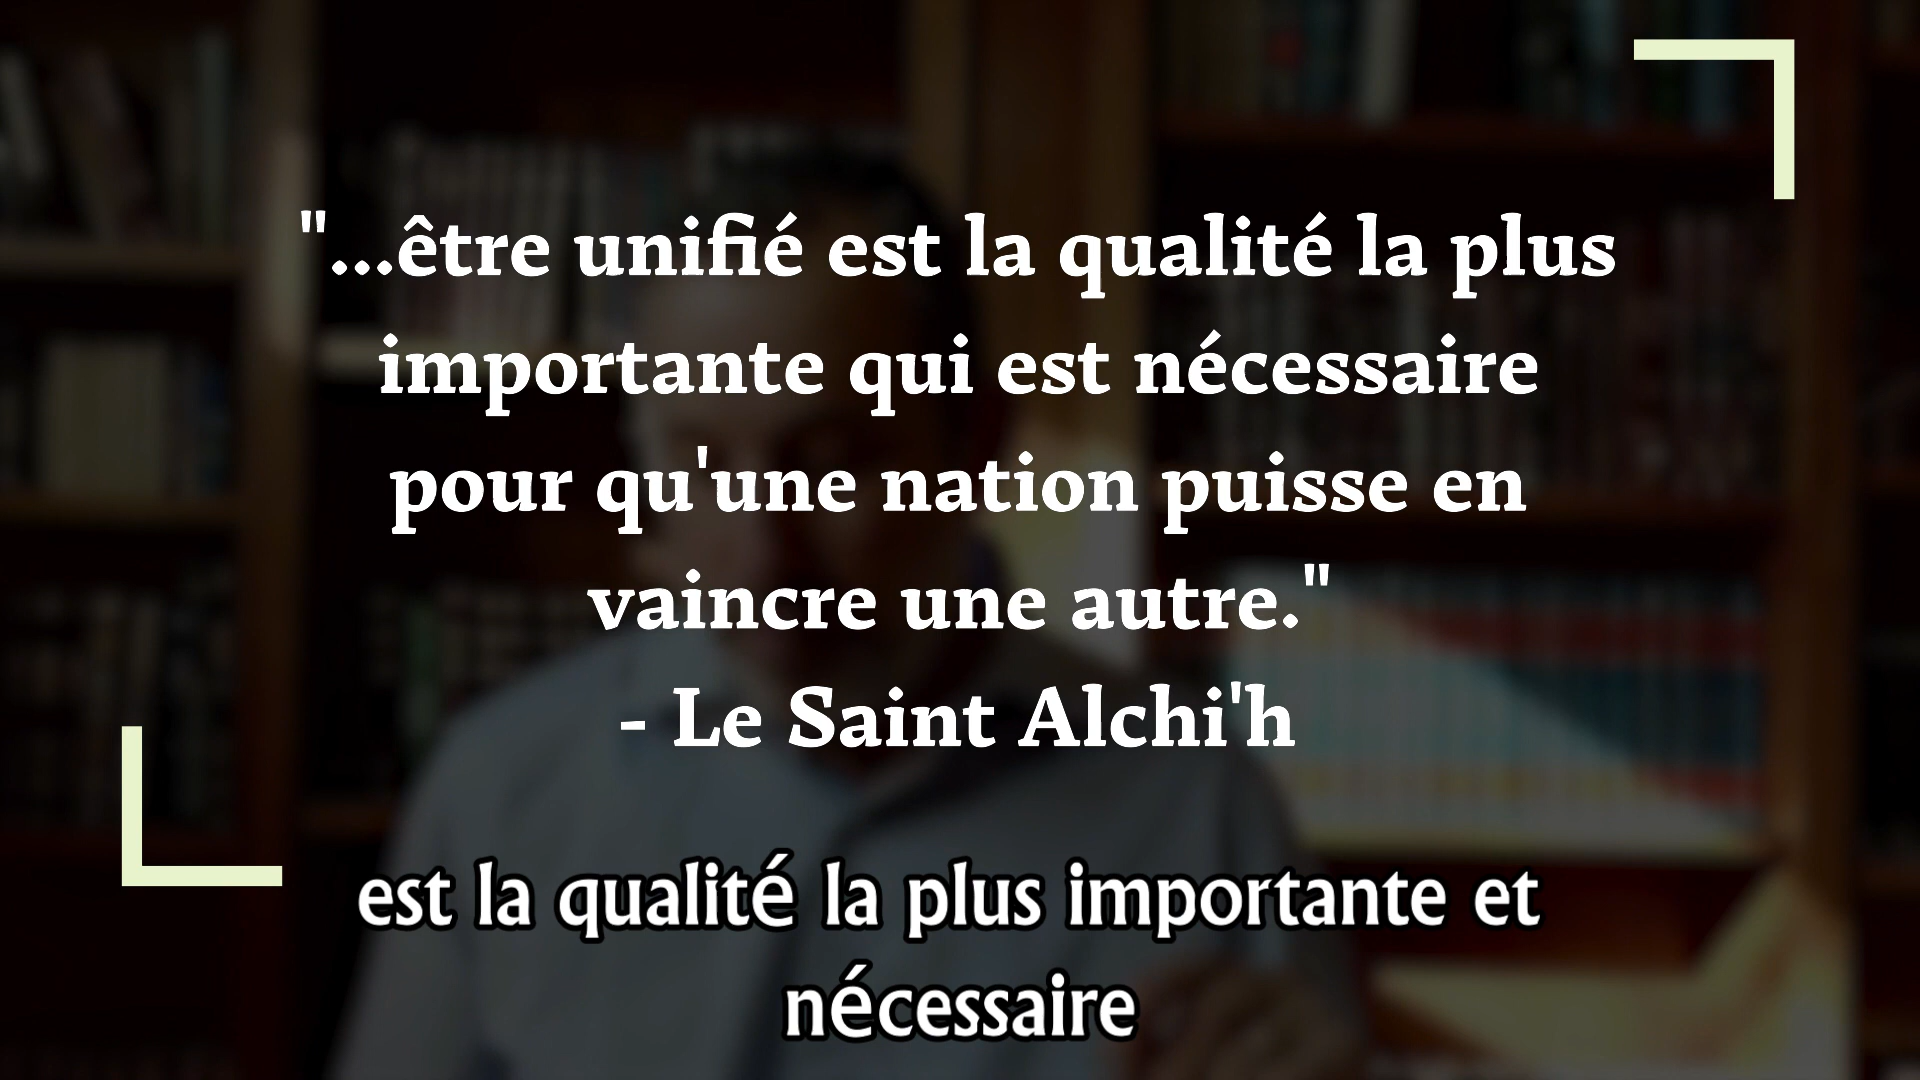 "...être unifié est la qualité la plus
importante qui est nécessaire
pour qu'une nation puisse en
vaincre une autre."
- Le Saint Alchi'h
est la qualité la plus importante et
nécessaire